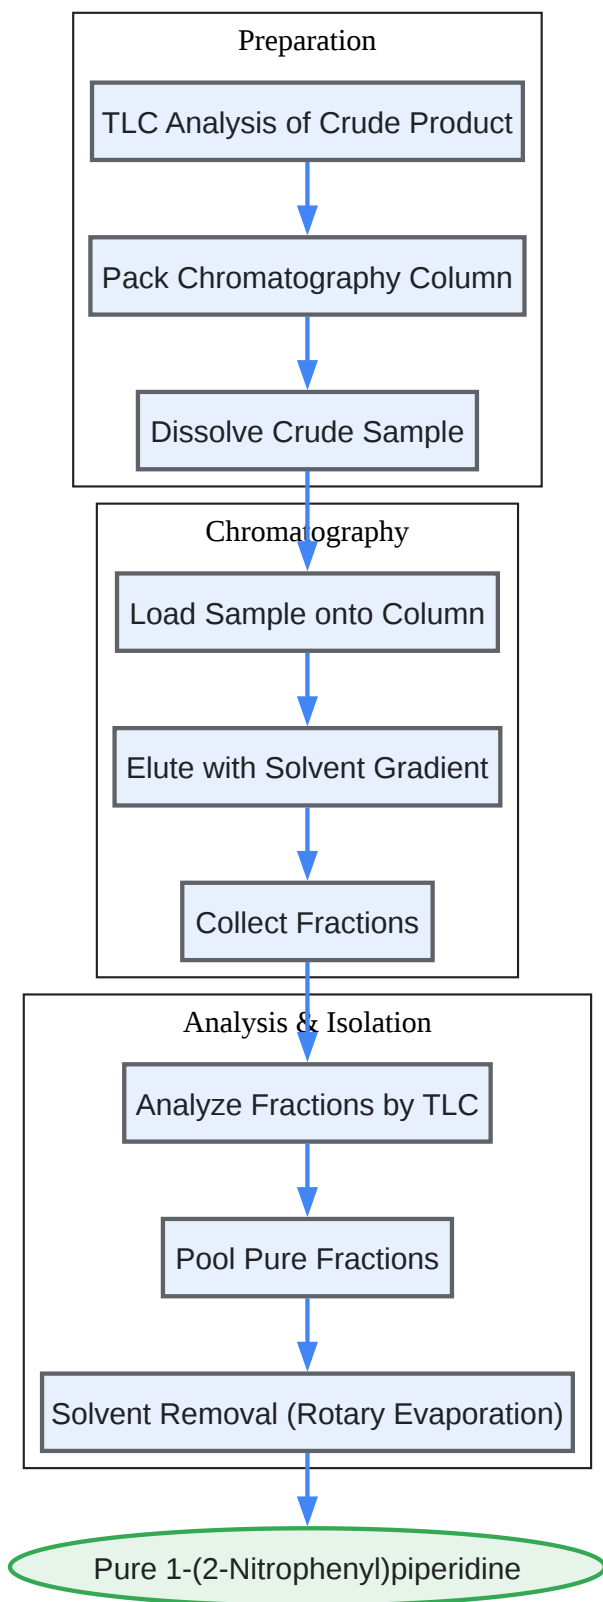 Preparation
TLC Analysis of Crude Product
Pack Chromatography Column
Dissolve Crude Sample
Chromatography
Load Sample onto Column
Elute with Solvent Gradient
Collect Fractions
Analysis & Isolation
Analyze Fractions by TLC
Pool Pure Fractions
Solvent Removal (Rotary Evaporation)
Pure 1-(2-Nitrophenyl)piperidine